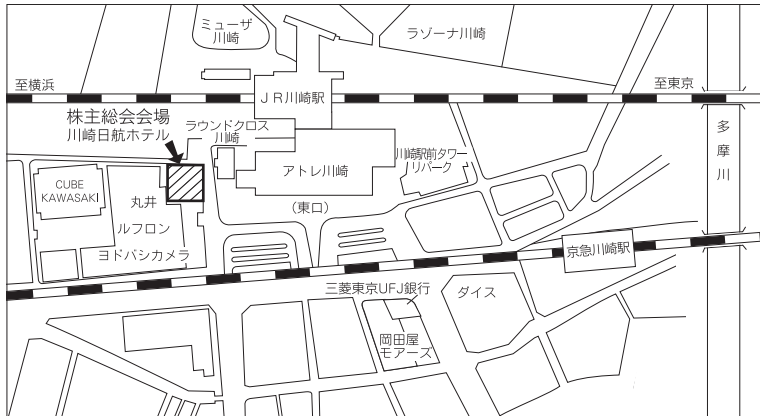 ミューザ
川崎
ラゾーナ川崎
至横浜
JR川崎駅
至東京
株主総会会場
川崎日航ホテル
ラウンドクロス
川崎
アトレ川崎
川崎駅前タワー
リパーク
多摩川
CUBE
KAWASAKI
丸井
ルフロン
ヨドバシカメラ
(東口)
京急川崎駅
三菱東京UFJ銀行
ダイス
岡田屋
モアーズ